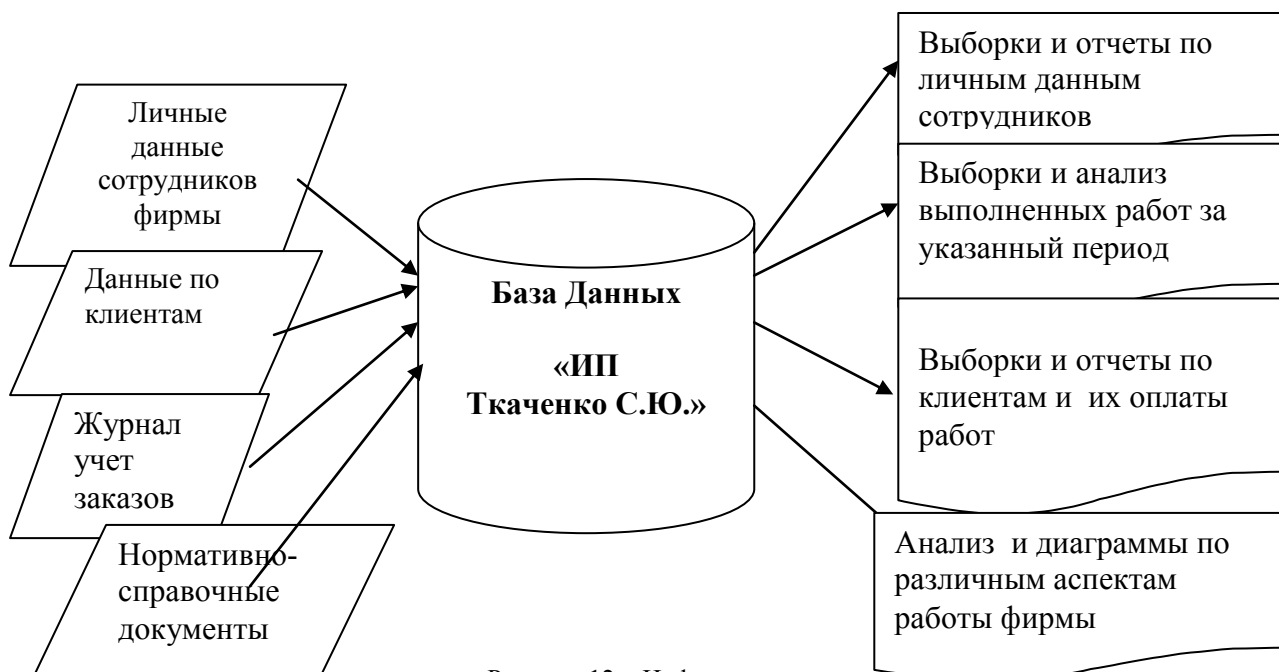 Личные
данные
сотрудников
фирмы
Данные по
клиентам
Журнал
учет
заказов
Нормативно-
справочные
документы
База Данных
«ИП
Ткаченко С.Ю.»
Выборки и отчеты по
личным данным
сотрудников
Выборки и анализ
выполненных работ за
указанный период
Выборки и отчеты по
клиентам и их оплаты
работ
Анализ и диаграммы по
различным аспектам
работы фирмы